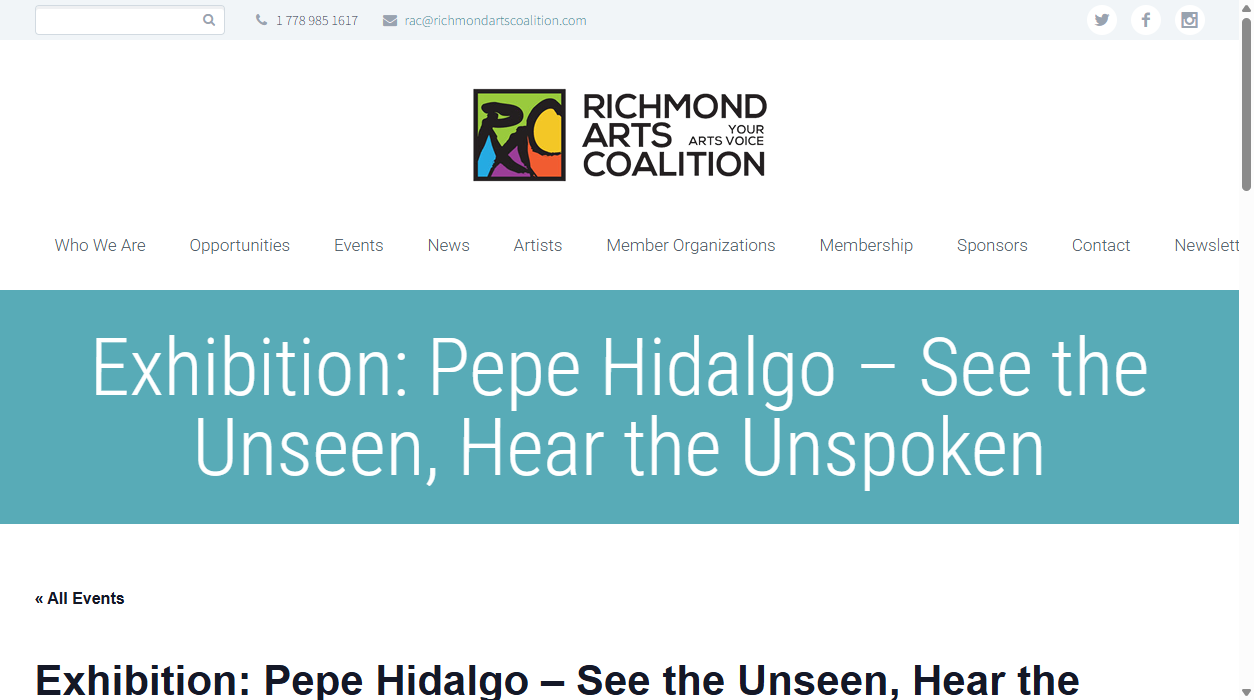 1 778 985 1617 rac@richmondartscoalition.com
RICHMOND
ARTS YOUR ARTS VOICE
COALITION
Who We Are Opportunities Events News Artists Member Organizations Membership Sponsors Contact Newslett
Exhibition: Pepe Hidalgo – See the
Unseen, Hear the Unspoken
« All Events
Exhibition: Pepe Hidalgo – See the Unseen, Hear the